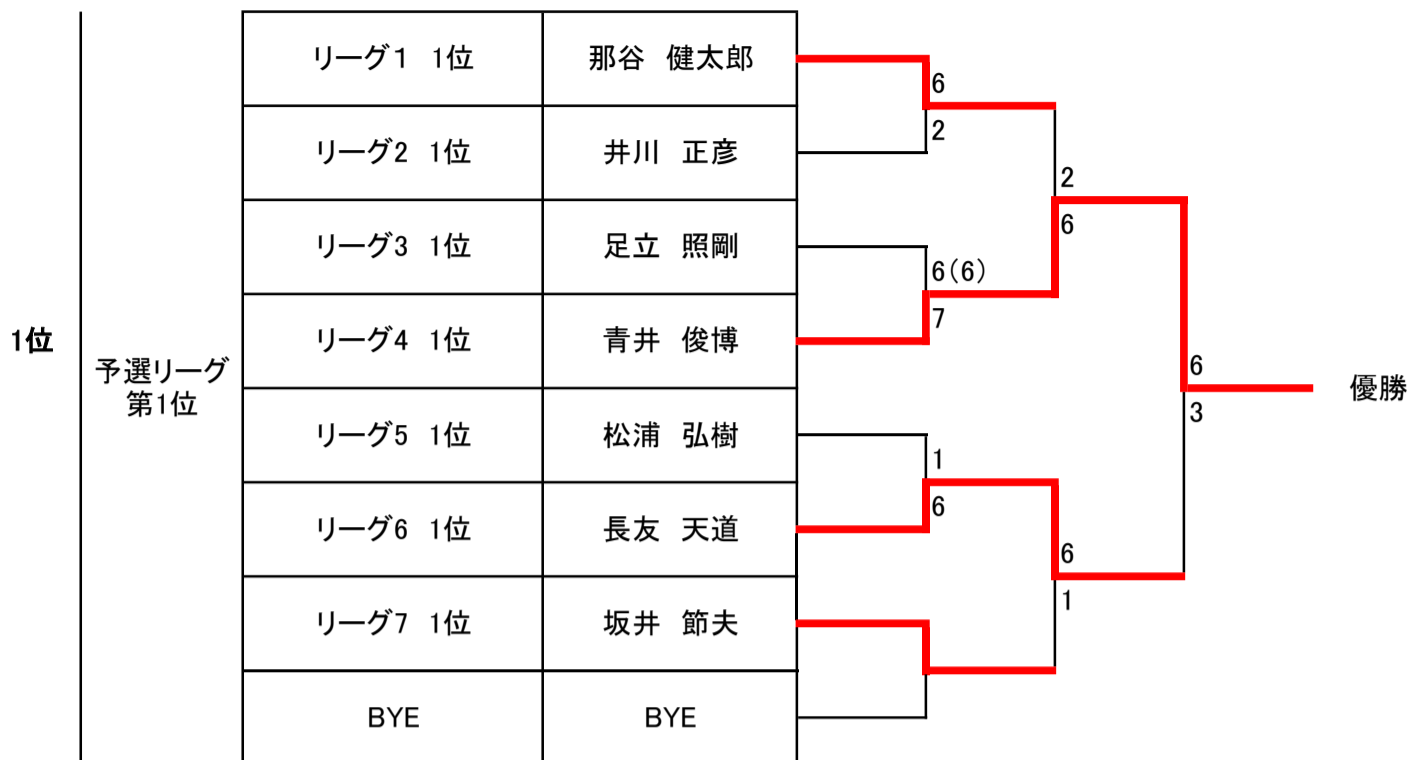 リーグ1 1位 那谷 健太郎
6
リーグ2 1位 井川 正彦
2
2
リーグ3 1位 足立 照剛
6
6(6)
リーグ4 1位 青井 俊博
7
1位
予選リーグ
第1位
6
優勝
3
リーグ5 1位 松浦 弘樹
1
リーグ6 1位 長友 天道
6
6
リーグ7 1位 坂井 節夫
1
BYE BYE